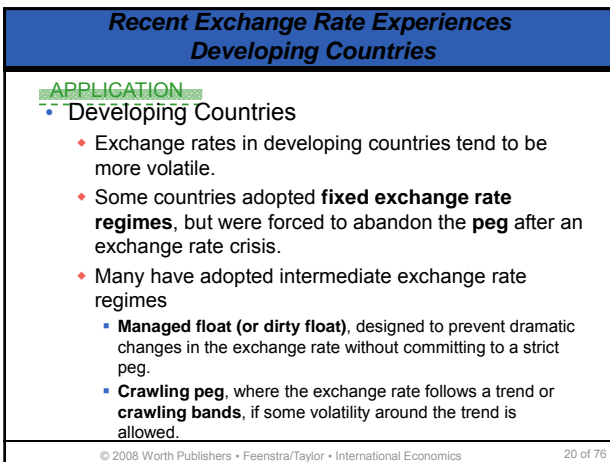 Recent Exchange Rate Experiences
Developing Countries
APPLICATION
• Developing Countries
Exchange rates in developing countries tend to be
more volatile.
Some countries adopted fixed exchange rate
regimes, but were forced to abandon the peg after an
exchange rate crisis.
Many have adopted intermediate exchange rate
regimes
Managed float (or dirty float), designed to prevent dramatic
changes in the exchange rate without committing to a strict
peg.
Crawling peg, where the exchange rate follows a trend or
crawling bands, if some volatility around the trend is
allowed.
© 2008 Worth Publishers • Feenstra/Taylor • International Economics 20 of 76